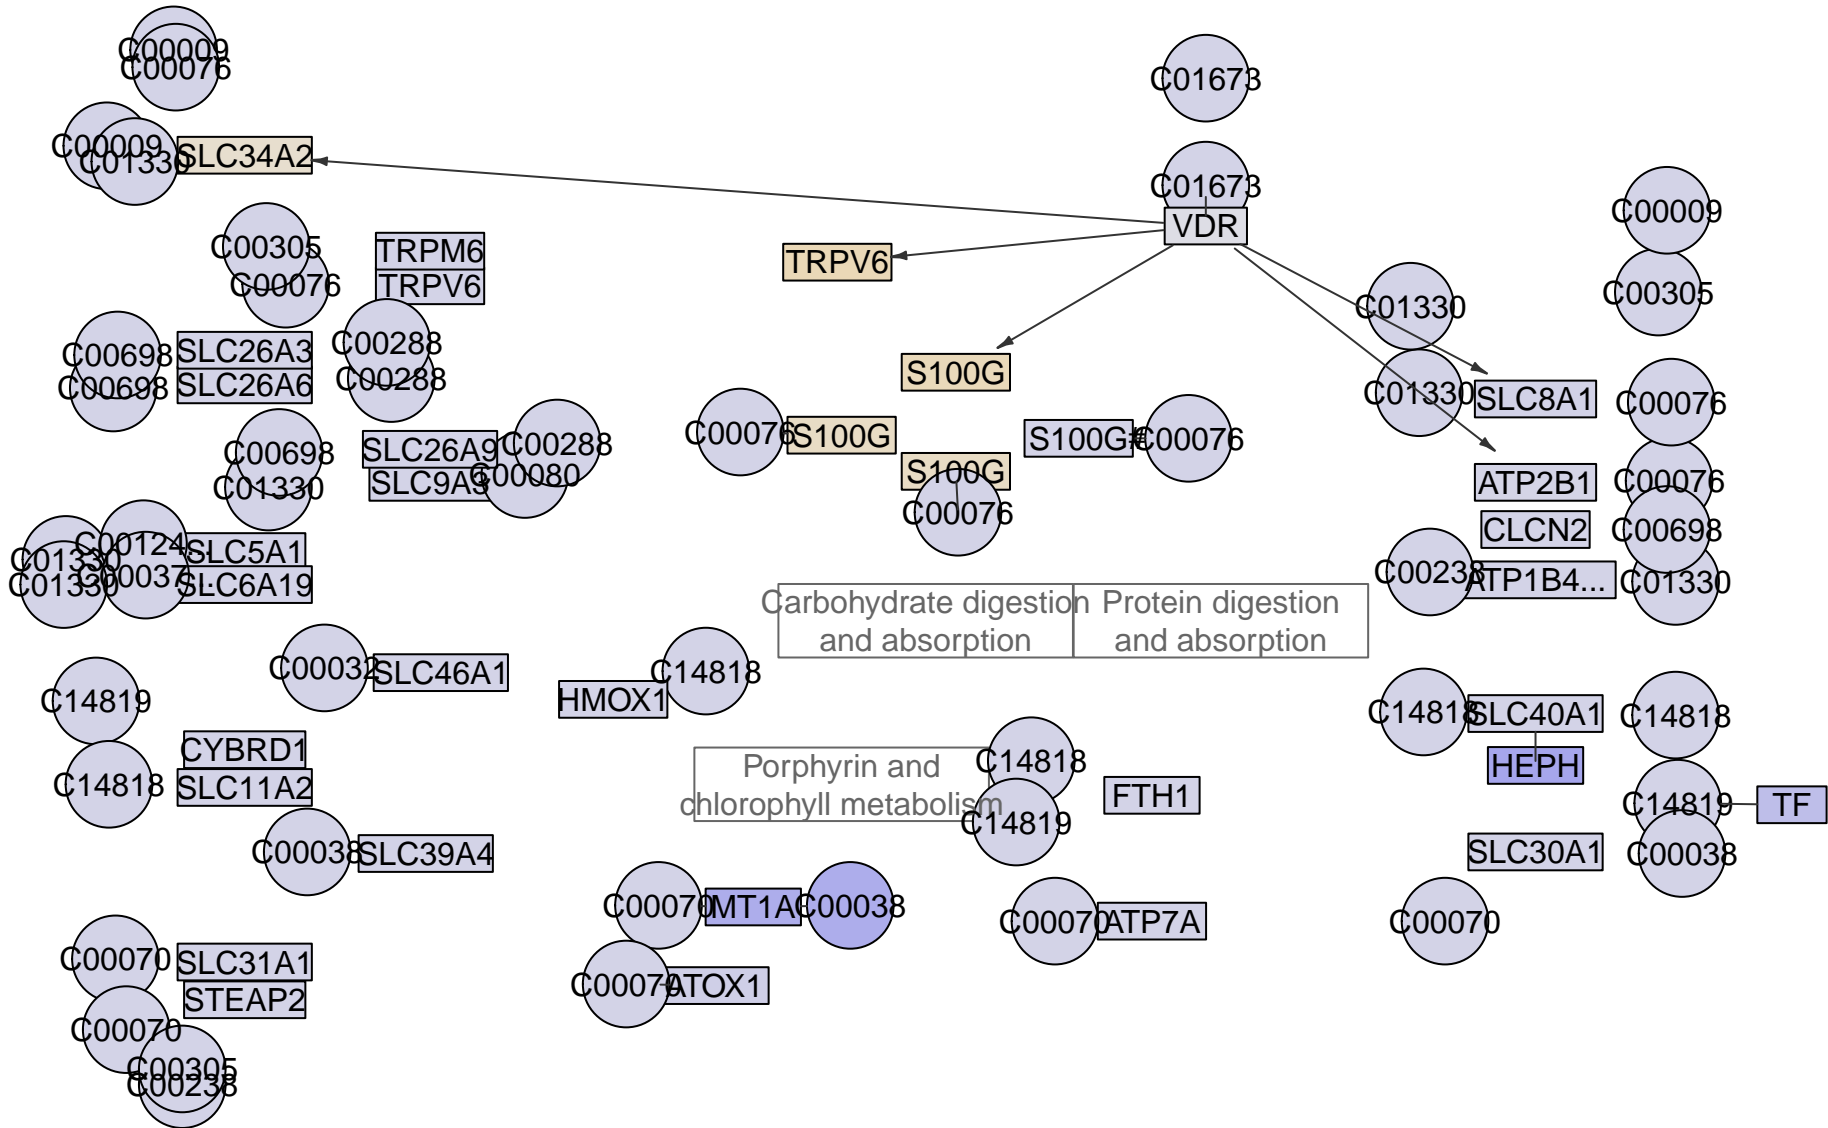 C00009
C00076
C01673
C00009
C01330
SLC34A2
C01673
VDR
C00009
C00305
TRPM6
TRPV6
C00076
TRPV6
C01330
C00305
C00698
SLC26A3
C00288
C00698
SLC26A6
C00288
S100G
C01330
SLC8A1
C00076
C00698
SLC26A9
C00288
C00076
S100G
S100G#
C00076
C01330
SLC9A3
C00080
S100G
C00076
ATP2B1
C00076
CLCN2
C00698
C01330
C00124...
SLC5A1
C01330
C00037...
SLC6A19
C00238
ATP1B4...
C01330
Carbohydrate digestion
and absorption
Protein digestion
and absorption
C00032
SLC46A1
C14818
HMOX1
C14819
C14818
SLC40A1
C14818
CYBRD1
C14818
SLC11A2
Porphyrin and
chlorophyll metabolism
C14818
C14819
FTH1
HEPH
C14819
TF
C00038
SLC39A4
SLC30A1
C00038
C00070
MT1A
C00038
C00070
ATP7A
C00070
C00070
SLC31A1
STEAP2
C00070
ATOX1
C00070
C00305
C00238